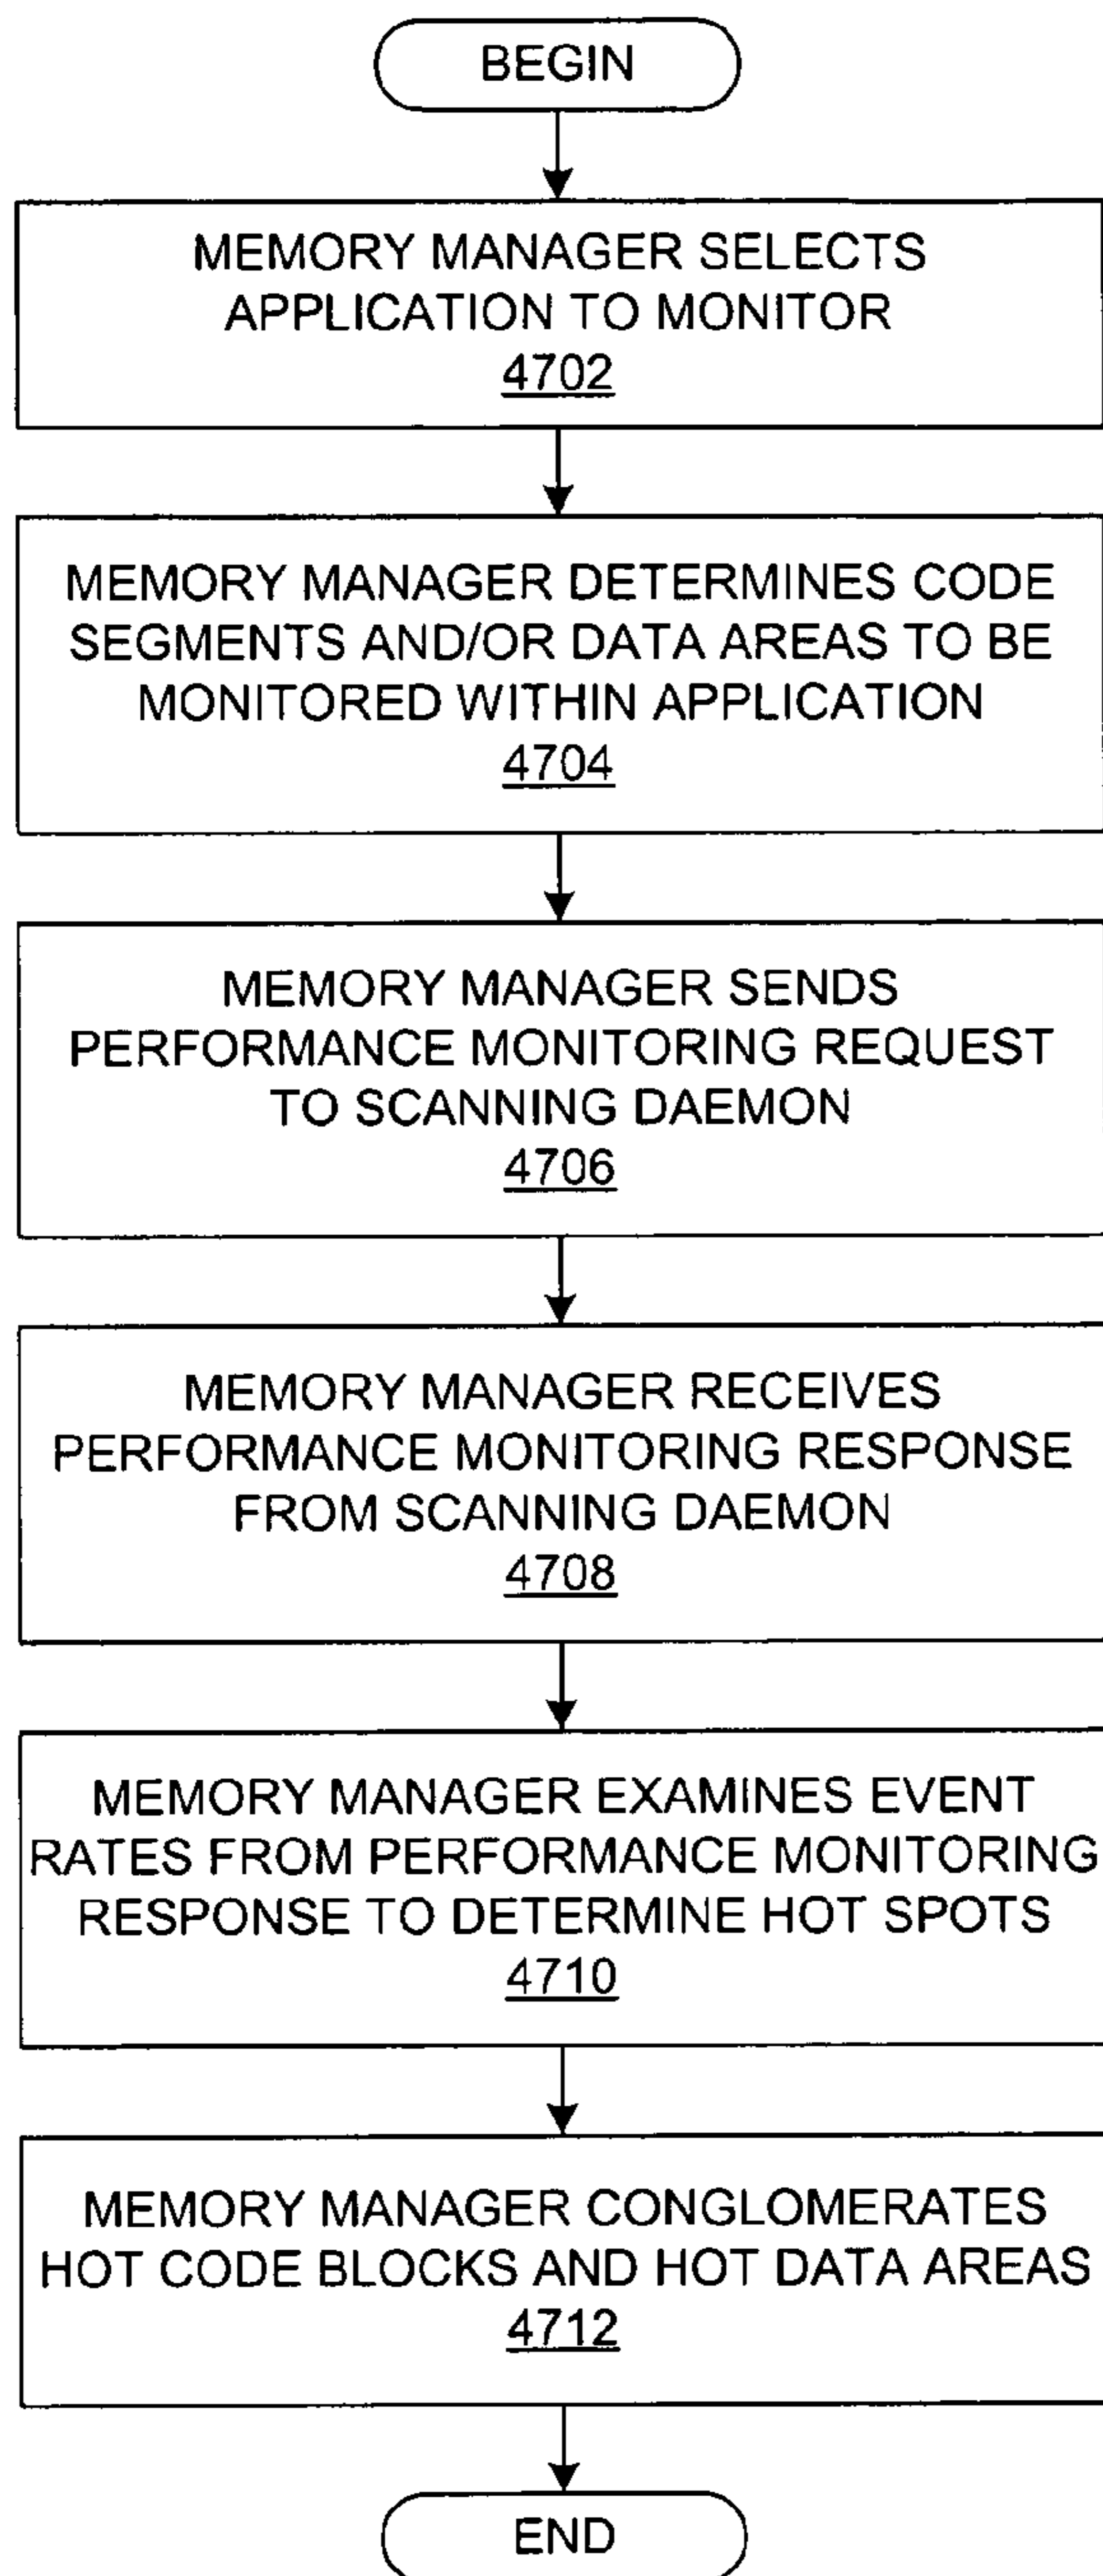 BEGIN
MEMORY MANAGER SELECTS
APPLICATION TO MONITOR
4702
MEMORY MANAGER DETERMINES CODE
SEGMENTS AND/OR DATA AREAS TO BE
MONITORED WITHIN APPLICATION
4704
MEMORY MANAGER SENDS
PERFORMANCE MONITORING REQUEST
TO SCANNING DAEMON
4706
MEMORY MANAGER RECEIVES
PERFORMANCE MONITORING RESPONSE
FROM SCANNING DAEMON
4708
MEMORY MANAGER EXAMINES EVENT
RATES FROM PERFORMANCE MONITORING
RESPONSE TO DETERMINE HOT SPOTS
4710
MEMORY MANAGER CONGLOMERATES
HOT CODE BLOCKS AND HOT DATA AREAS
4712
END